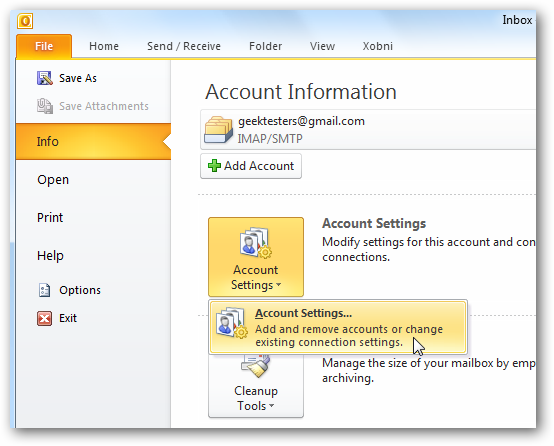 Inbox
File Home Send / Receive Folder View Xobni
Save As
Save Attachments
Info
Open
Print
Help
Options
Exit
Account Information
geektesters@gmail.com
IMAP/SMTP
Add Account
Account
Settings
Account Settings
Modify settings for this account and con
connections.
Account Settings...
Add and remove accounts or change
existing connection settings.
Cleanup
Tools
Manage the size of your mailbox by emp
archiving.